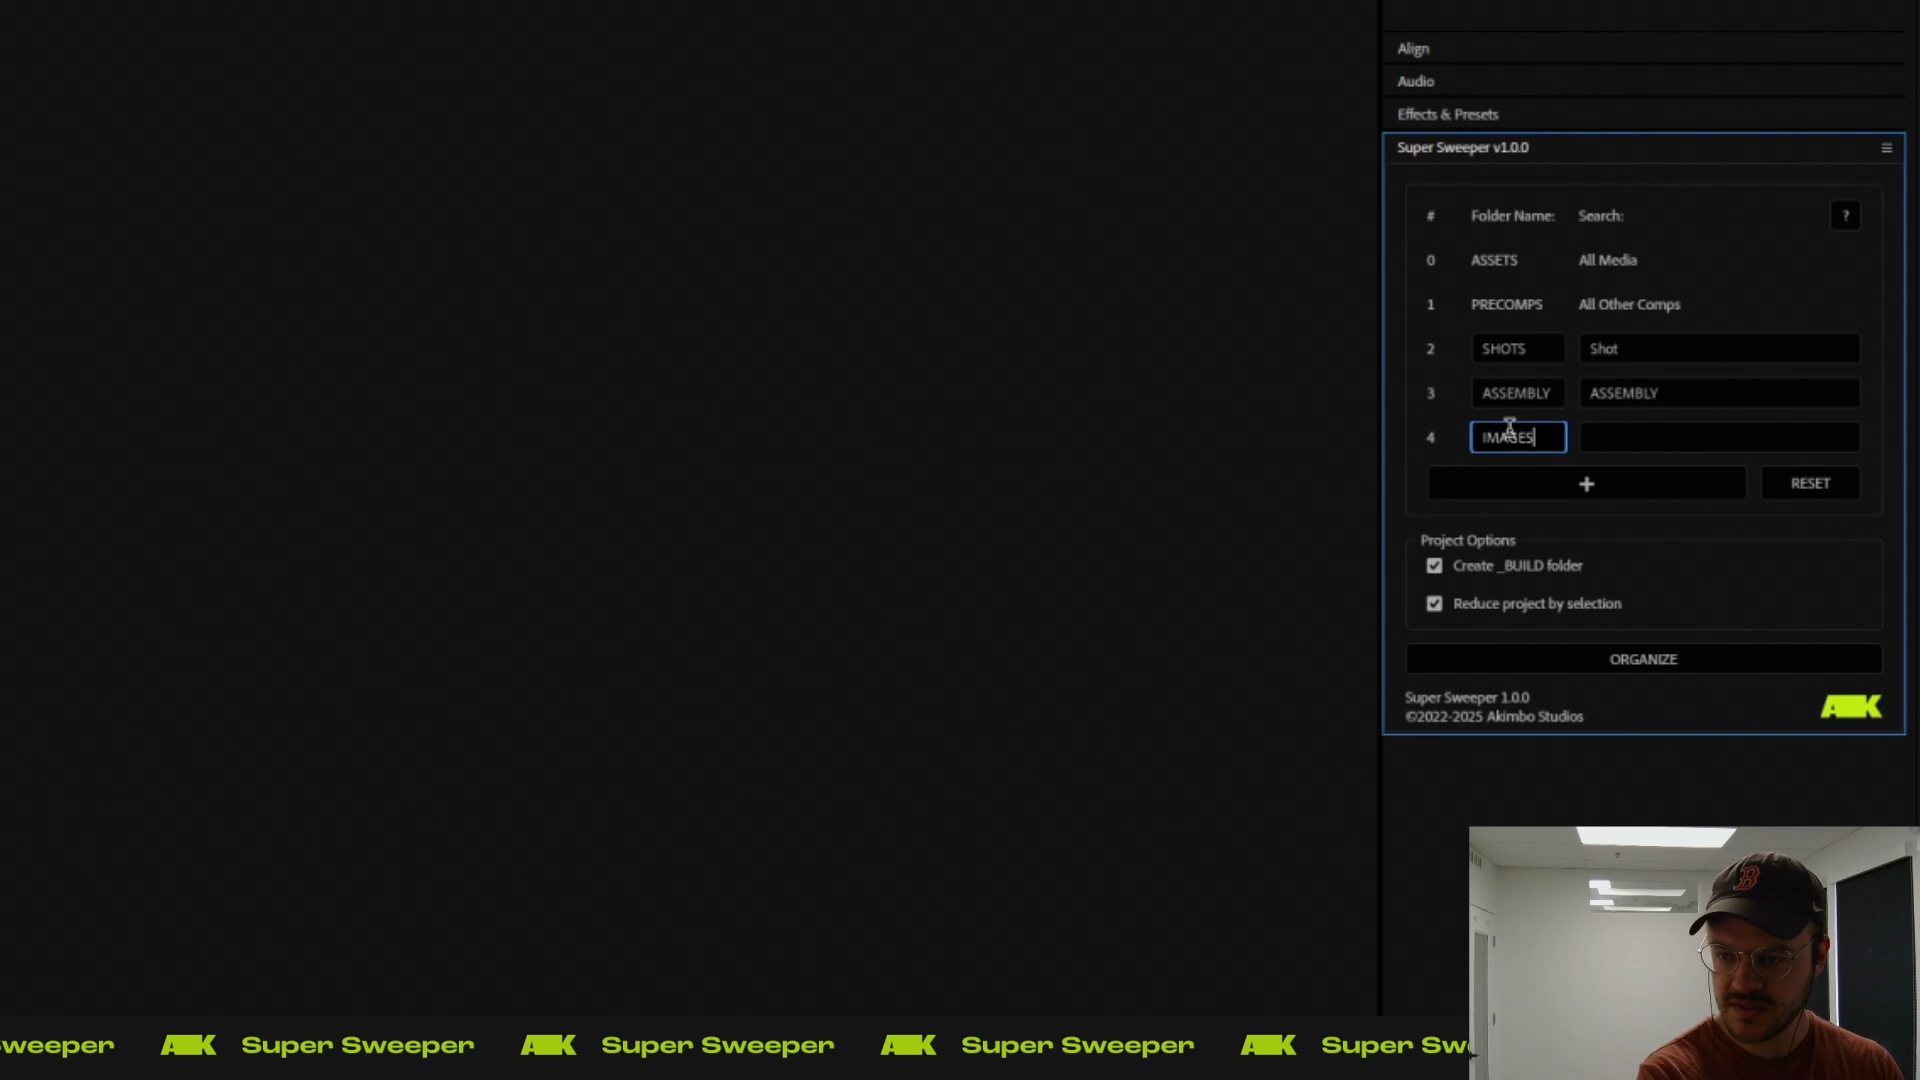 Align
Audio
Effects & Presets
Super Sweeper v1.0.0
# Folder Name: Search: ?
0 ASSETS All Media
1 PRECOMPS All Other Comps
2 SHOTS Shot
3 ASSEMBLY ASSEMBLY
4 IMAGES
+ RESET
Project Options
Create _BUILD folder
Reduce project by selection
ORGANIZE
Super Sweeper 1.0.0
©2022-2025 Akimbo Studios
AK
B
weeper AK Super Sweeper AK Super Sweeper AK Super Sweeper AK Super Sw